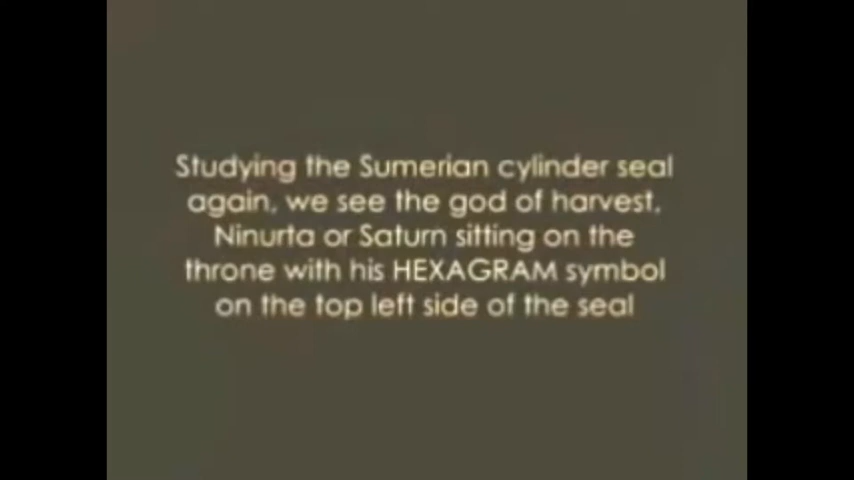 Studying the Sumerian cylinder seal
again, we see the god of harvest,
Ninurta or Saturn sitting on the
throne with his HEXAGRAM symbol
on the top left side of the seal